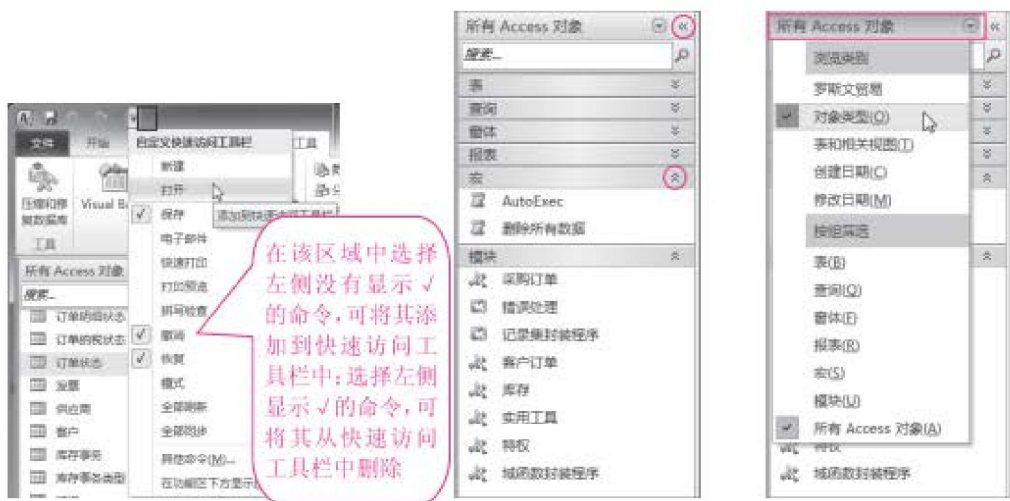 文件
开始
自定义快速访问工具栏
工具
新建
打开
保存
添加到快速访问工具栏
电子邮件
快速打印
打印预览
拼写检查
撤消
恢复
模式
全部刷新
全部同步
其他命令(M)...
在功能区下方显示
压缩和修
复数据库
Visual Ba
工具
所有 Access 对象
搜索...
订单明细状态
订单纳税状态
订单状态
发票
供应商
客户
库存事务
库存事务类型
在该区域中选择
左侧没有显示√
的命令,可将其添
加到快速访问工
具栏中;选择左侧
显示√的命令,可
将其从快速访问
工具栏中删除
所有 Access 对象
搜索...
表
查询
窗体
报表
宏
AutoExec
删除所有数据
模块
采购订单
错误处理
记录集封装程序
客户订单
库存
实用工具
特权
域函数封装程序
所有 Access 对象
浏览类别
罗斯文贸易
对象类型(O)
表和相关视图(T)
创建日期(C)
修改日期(M)
按组筛选
表(B)
查询(Q)
窗体(F)
报表(R)
宏(S)
模块(U)
所有 Access 对象(A)
特权
域函数封装程序